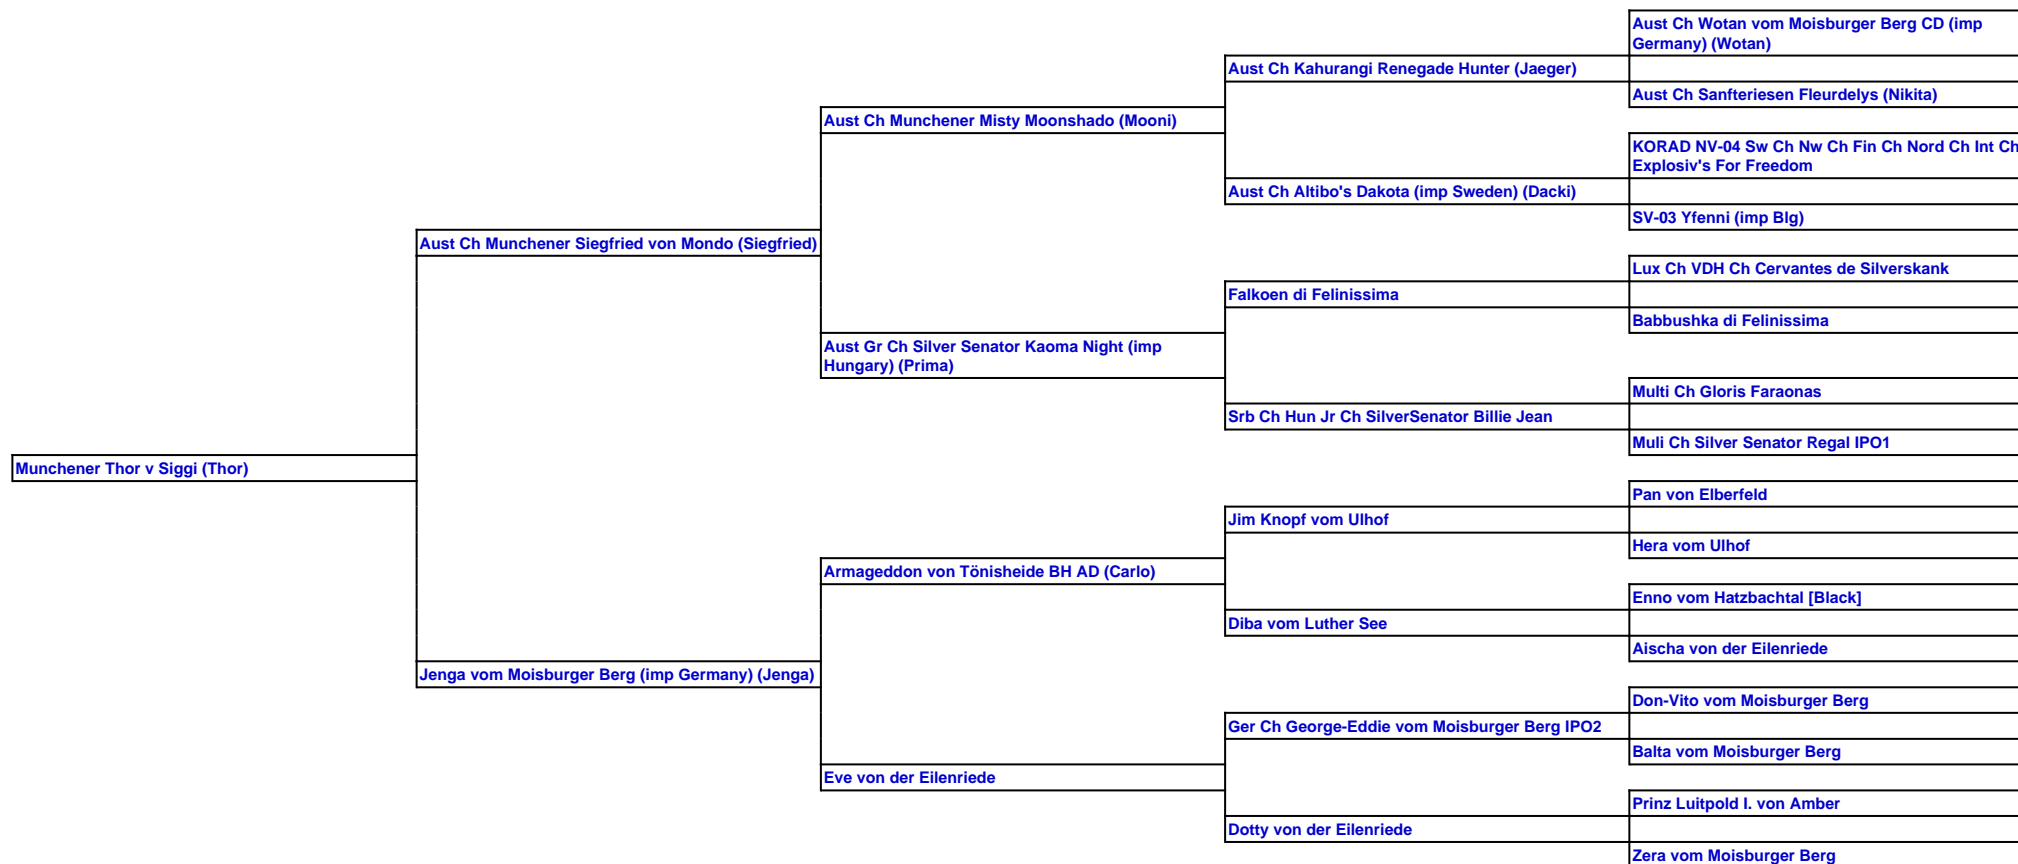 Aust Ch Wotan vom Moisburger Berg CD (imp
Germany) (Wotan)
Aust Ch Kahurangi Renegade Hunter (Jaeger)
Aust Ch Sanfteriesen Fleurdelys (Nikita)
Aust Ch Munchener Misty Moonshado (Mooni)
KORAD NV-04 Sw Ch Nw Ch Fin Ch Nord Ch Int Ch
Explosiv's For Freedom
Aust Ch Altibo's Dakota (imp Sweden) (Dacki)
SV-03 Yfenni (imp Blg)
Aust Ch Munchener Siegfried von Mondo (Siegfried)
Lux Ch VDH Ch Cervantes de Silverskank
Falkoen di Felinissima
Babbushka di Felinissima
Aust Gr Ch Silver Senator Kaoma Night (imp
Hungary) (Prima)
Multi Ch Gloris Faraonas
Srb Ch Hun Jr Ch SilverSenator Billie Jean
Muli Ch Silver Senator Regal IPO1
Munchener Thor v Siggi (Thor)
Pan von Elberfeld
Jim Knopf vom Ulhof
Hera vom Ulhof
Armageddon von Tönisheide BH AD (Carlo)
Enno vom Hatzbachtal [Black]
Diba vom Luther See
Aischa von der Eilenriede
Jenga vom Moisburger Berg (imp Germany) (Jenga)
Don-Vito vom Moisburger Berg
Ger Ch George-Eddie vom Moisburger Berg IPO2
Balta vom Moisburger Berg
Eve von der Eilenriede
Prinz Luitpold I. von Amber
Dotty von der Eilenriede
Zera vom Moisburger Berg